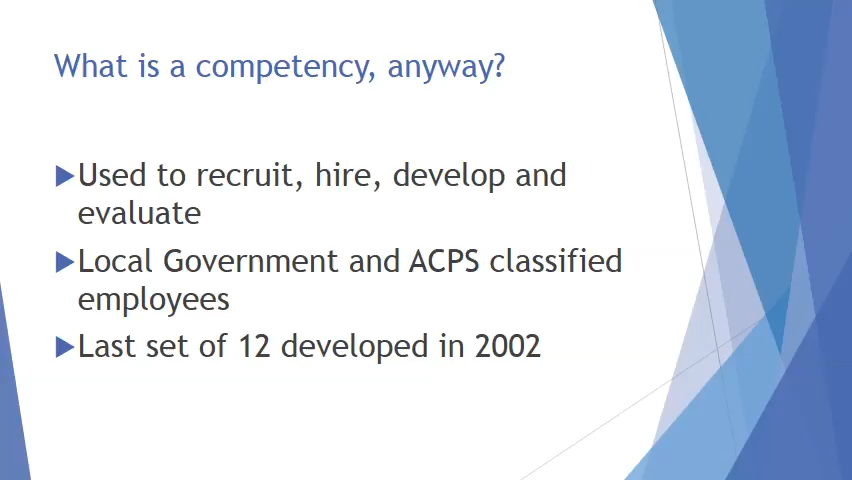 What is a competency, anyway?
Used to recruit, hire, develop and
evaluate
Local Government and ACPS classified
employees
Last set of 12 developed in 2002